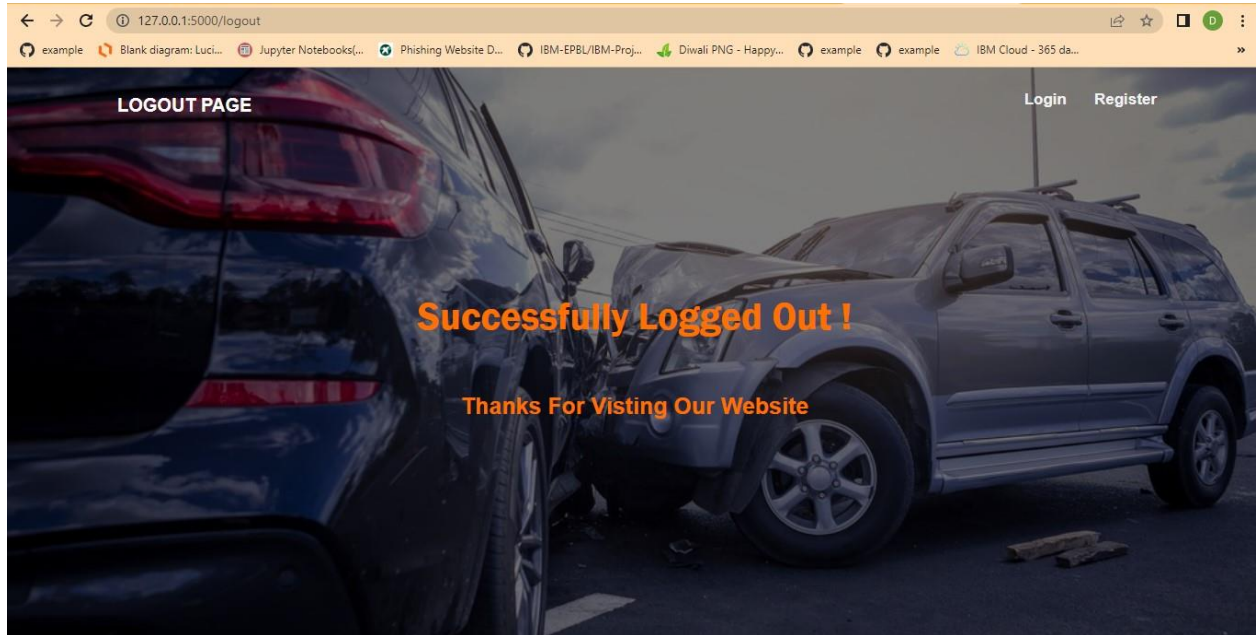 127.0.0.1:5000/logout
D
example Blank diagram: Luci... Jupyter Notebooks(... Phishing Website D... IBM-EPBL/IBM-Proj... Diwali PNG - Happy... example example IBM Cloud - 365 da... »
LOGOUT PAGE Login Register
Successfully Logged Out !
Thanks For Visting Our Website